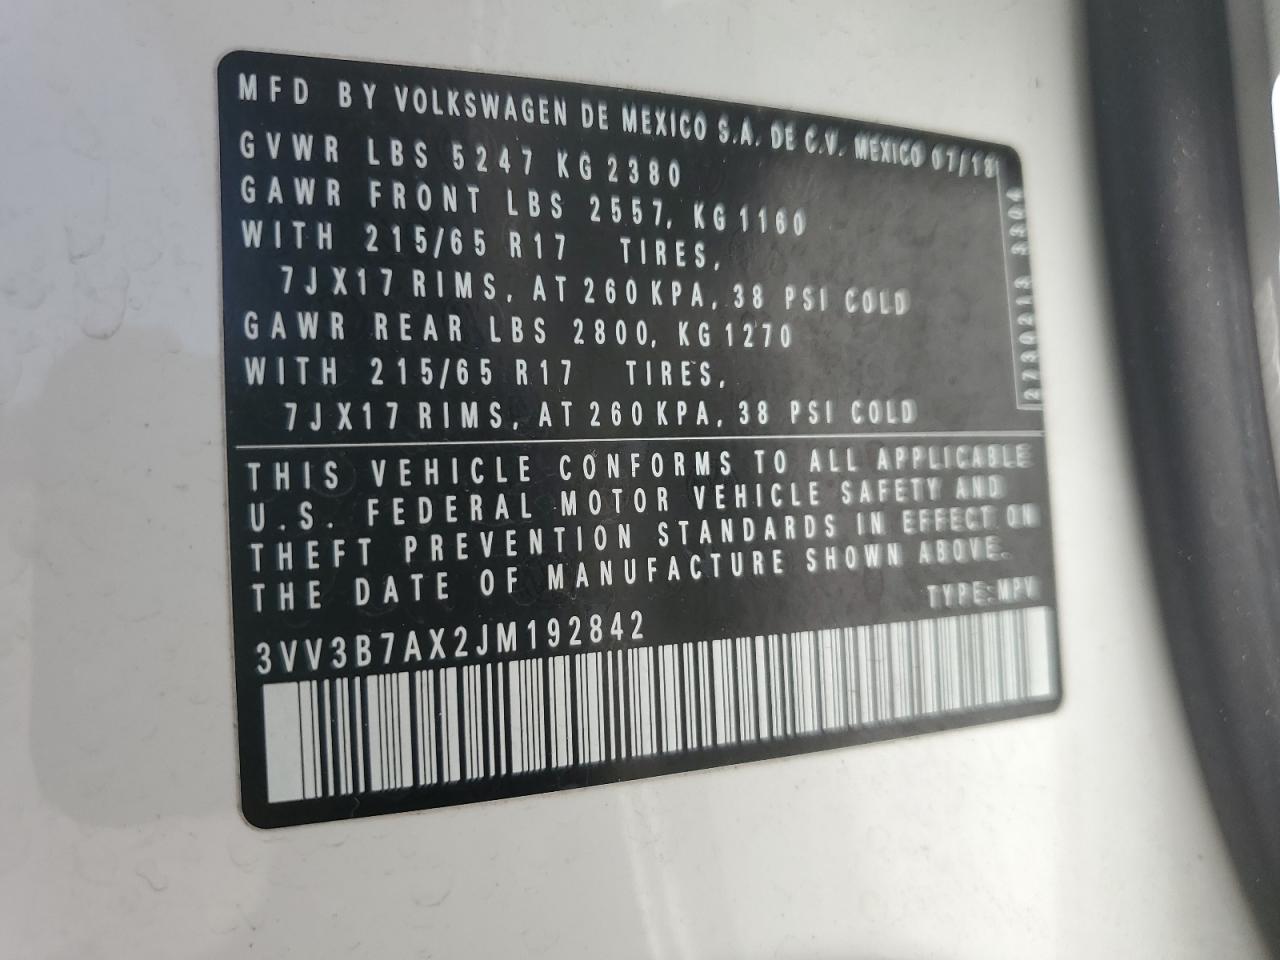 MFD BY VOLKSWAGEN DE MEXICO S.A. DE C.V. MEXICO 07/18
GVWR LBS 5247 KG 2380
GAWR FRONT LBS 2557, KG 1160
WITH 215/65 R17 TIRES,
7JX17 RIMS, AT 260 KPA, 38 PSI COLD
GAWR REAR LBS 2800, KG 1270
WITH 215/65 R17 TIRES,
7JX17 RIMS, AT 260 KPA, 38 PSI COLD
2730213 3304
THIS VEHICLE CONFORMS TO ALL APPLICABLE
U.S. FEDERAL MOTOR VEHICLE SAFETY AND
THEFT PREVENTION STANDARDS IN EFFECT ON
THE DATE OF MANUFACTURE SHOWN ABOVE.
TYPE:MPV
3VV3B7AX2JM192842